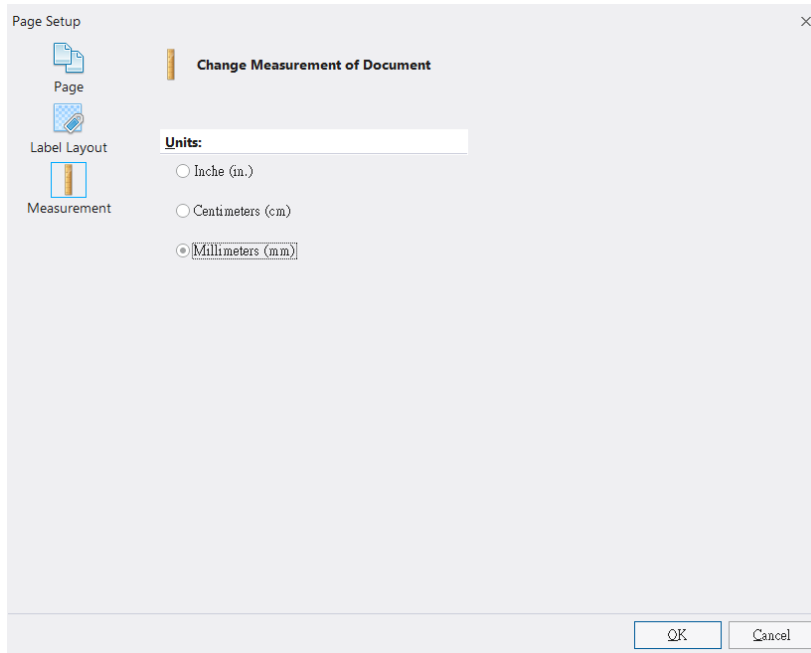 Page Setup
Page
Label Layout
Measurement
Change Measurement of Document
Units:
Inche (in.)
Centimeters (cm)
Millimeters (mm)
OK
Cancel